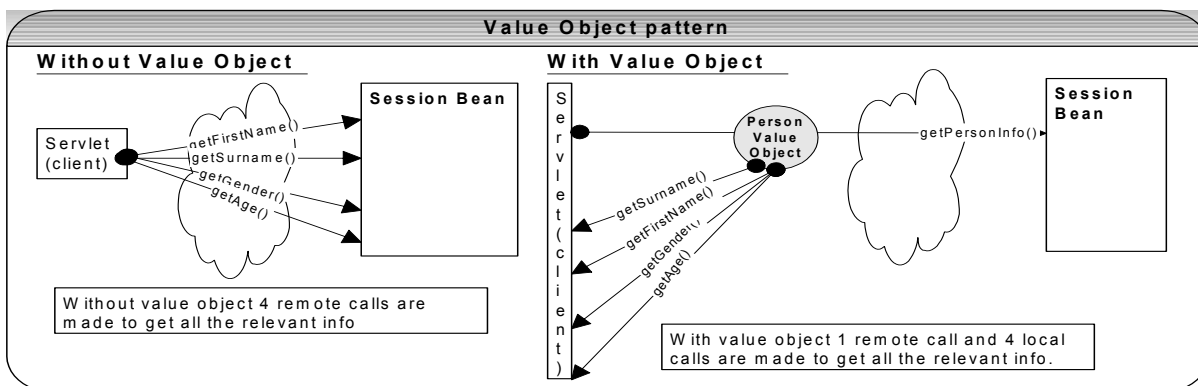 Value Object pattern
Without Value Object
Servlet
(client)
getFirstName()
getSurname()
getGender()
getAge()
Session Bean
Without value object 4 remote calls are
made to get all the relevant info
With Value Object
Servlet(client)
Person
Value
Object
getPersonInfo()
Session
Bean
getSurname()
getFirstName()
getGender()
getAge()
With value object 1 remote call and 4 local
calls are made to get all the relevant info.